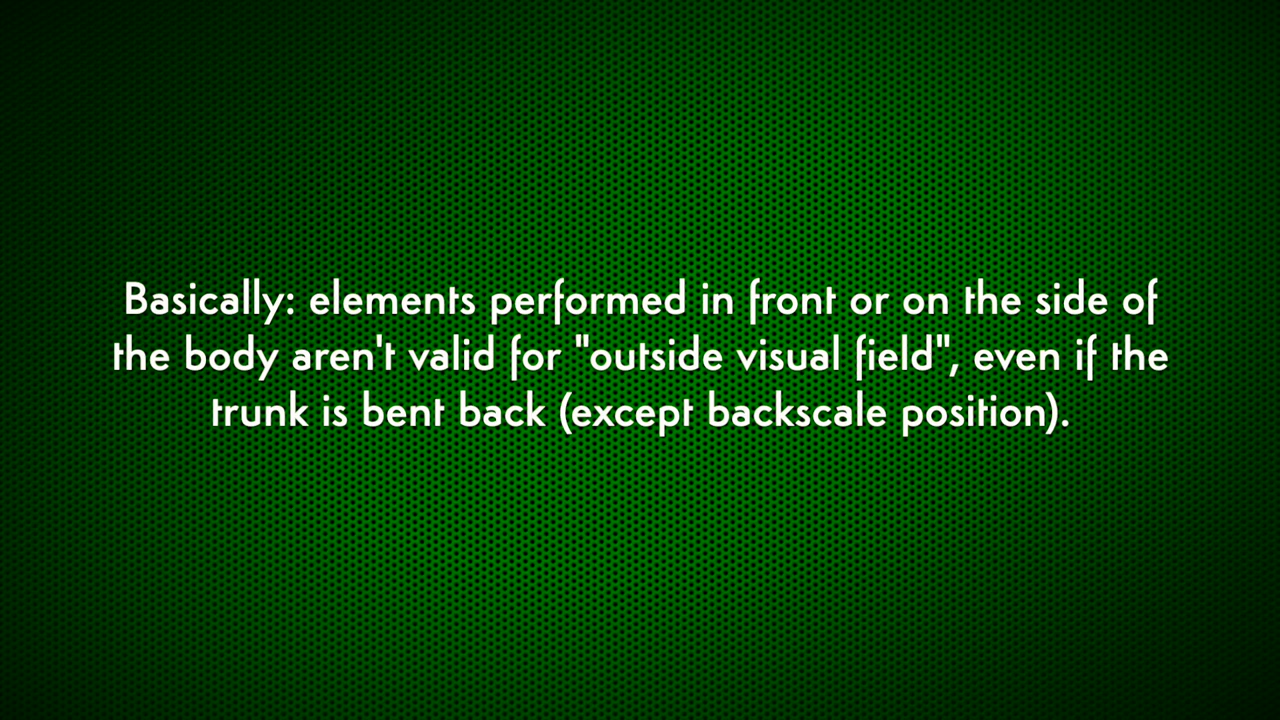 Basically: elements performed in front or on the side of
the body aren't valid for "outside visual field", even if the
trunk is bent back (except backscale position).